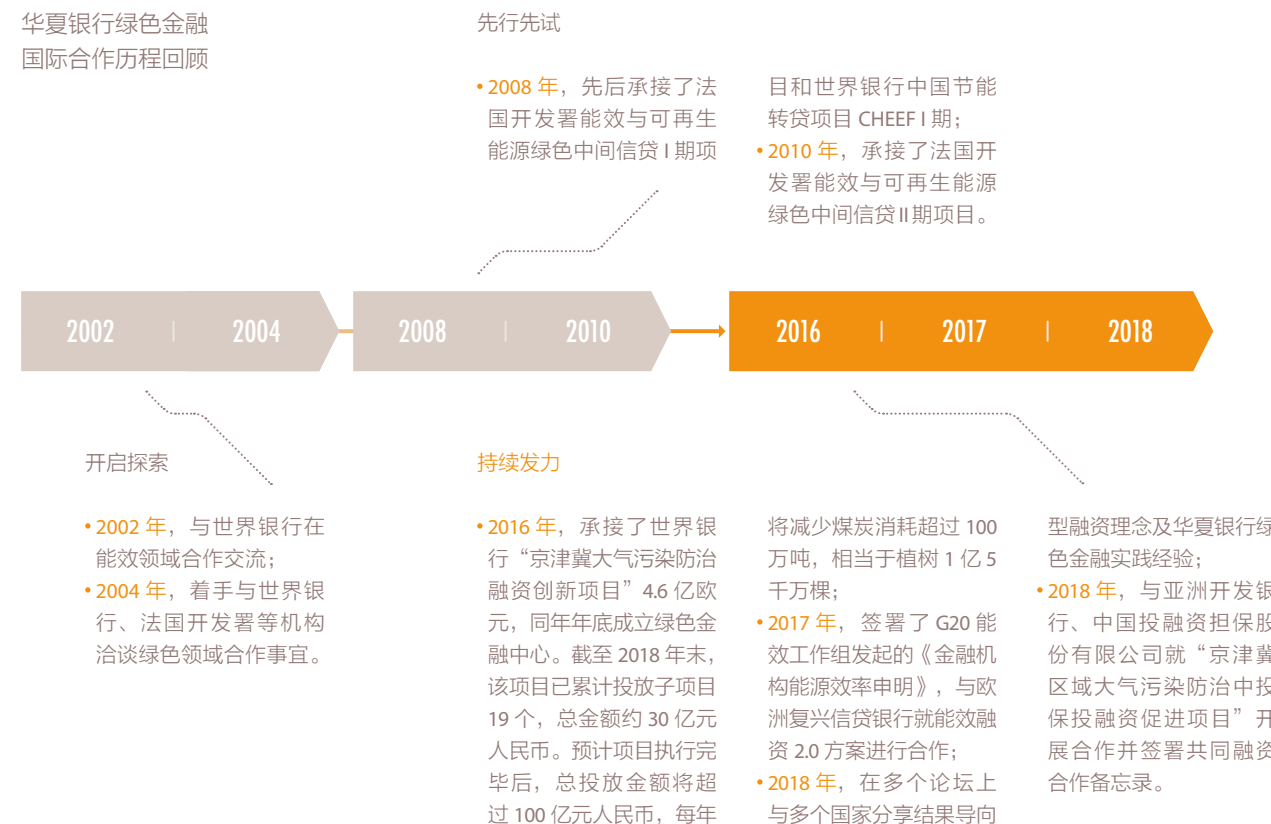 华夏银行绿色金融
国际合作历程回顾
先行先试
•2008 年，先后承接了法
国开发署能效与可再生
能源绿色中间信贷 I 期项
目和世界银行中国节能
转贷项目 CHEEF I 期；
•2010 年，承接了法国开
发署能效与可再生能源
绿色中间信贷 II 期项目。
2002 | 2004
2008 | 2010
2016 | 2017 | 2018
开启探索
•2002 年，与世界银行在
能效领域合作交流；
•2004 年，着手与世界银
行、法国开发署等机构
洽谈绿色领域合作事宜。
持续发力
•2016 年，承接了世界银
行“京津冀大气污染防治
融资创新项目”4.6 亿欧
元，同年年底成立绿色金
融中心。截至 2018 年末，
该项目已累计投放子项目
19 个，总金额约 30 亿元
人民币。预计项目执行完
毕后，总投放金额将超
过 100 亿元人民币，每年
将减少煤炭消耗超过 100
万吨，相当于植树 1 亿 5
千万棵；
•2017 年，签署了 G20 能
效工作组发起的《金融机
构能源效率申明》，与欧
洲复兴信贷银行就能效融
资 2.0 方案进行合作；
•2018 年，在多个论坛上
与多个国家分享结果导向
型融资理念及华夏银行绿
色金融实践经验；
•2018 年，与亚洲开发银
行、中国投融资担保股
份有限公司就“京津冀
区域大气污染防治中投
保投融资促进项目”开
展合作并签署共同融资
合作备忘录。